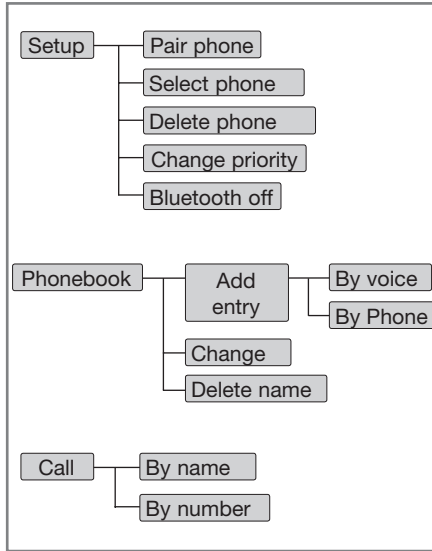 Setup
Pair phone
Select phone
Delete phone
Change priority
Bluetooth off
Phonebook
Add
entry
By voice
By Phone
Change
Delete name
Call
By name
By number